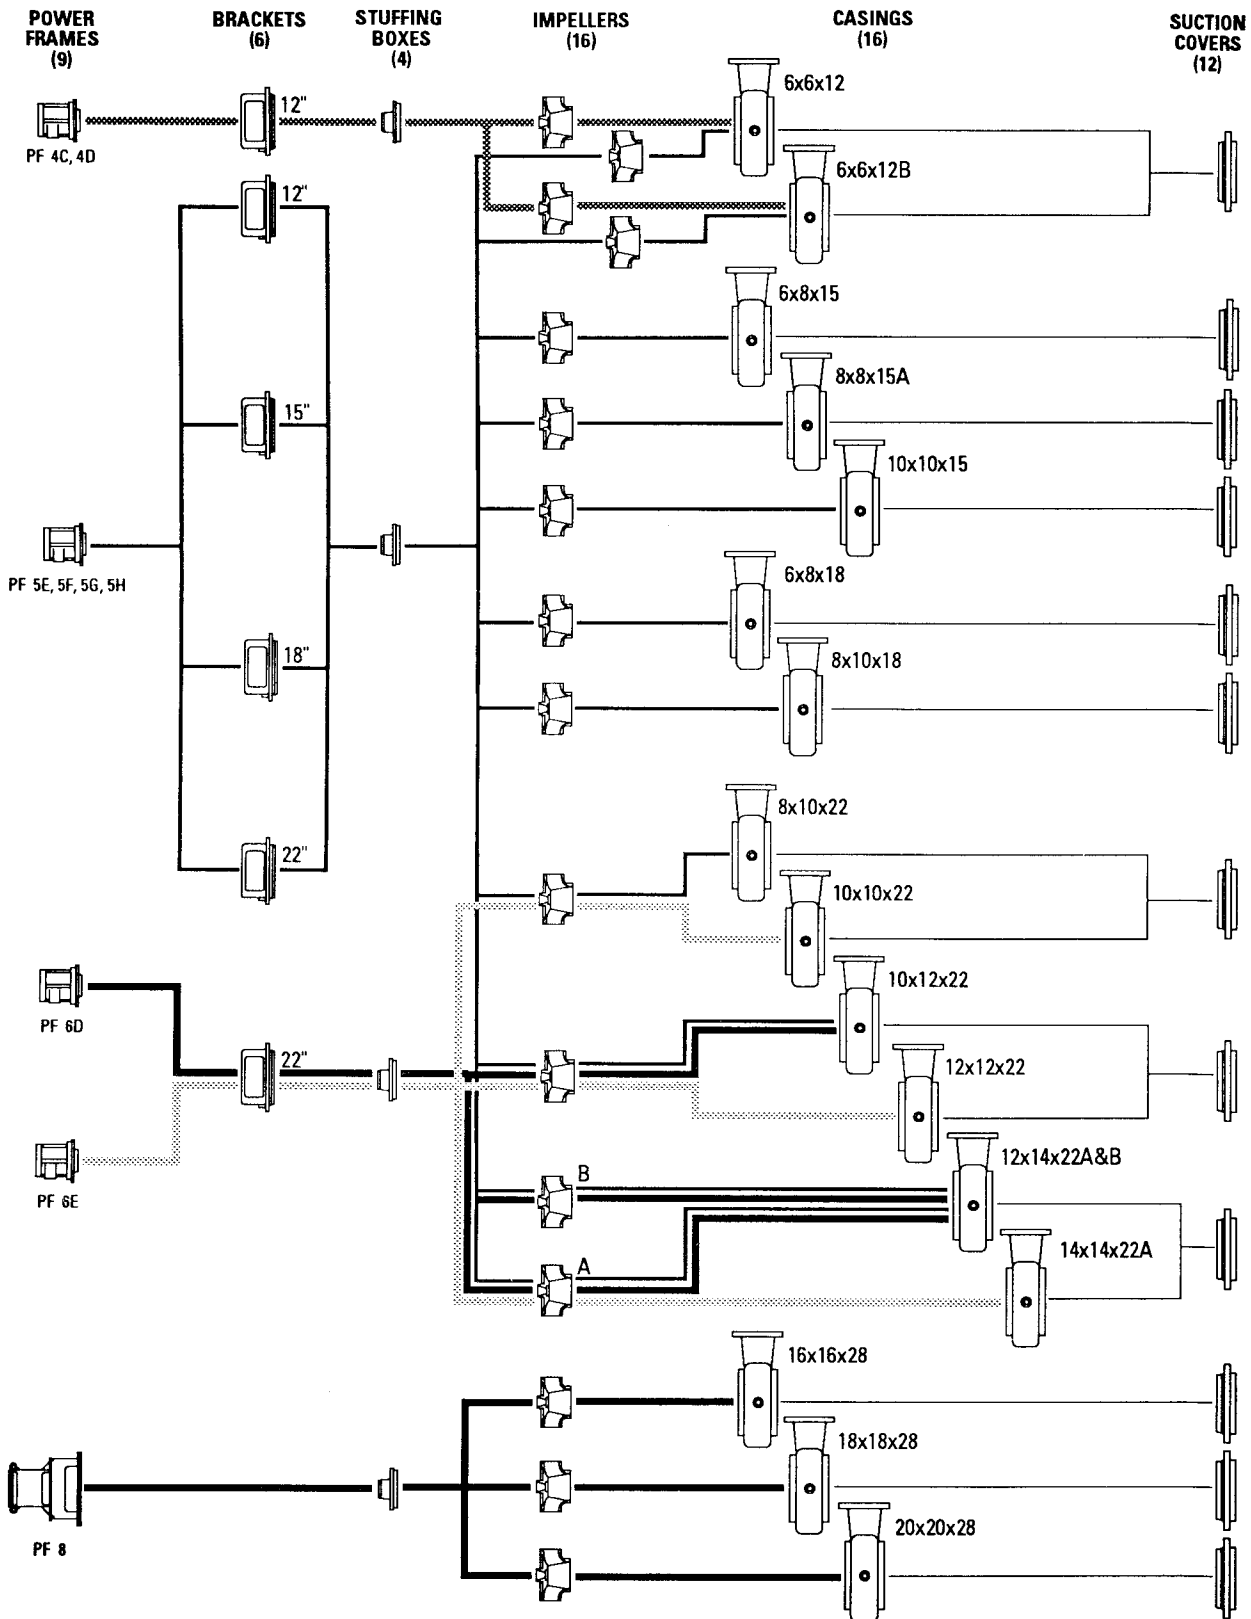 POWER FRAMES (9)
BRACKETS (6)
STUFFING BOXES (4)
IMPELLERS (16)
CASINGS (16)
SUCTION COVERS (12)
12"
6x6x12
PF 4C, 4D
6x6x12B
12"
6x8x15
8x8x15A
15"
10x10x15
PF 5E, 5F, 5G, 5H
6x8x18
18"
8x10x18
8x10x22
22"
10x10x22
10x12x22
PF 6D
22"
12x12x22
12x14x22A&B
B
PF 6E
14x14x22A
A
16x16x28
18x18x28
20x20x28
PF 8